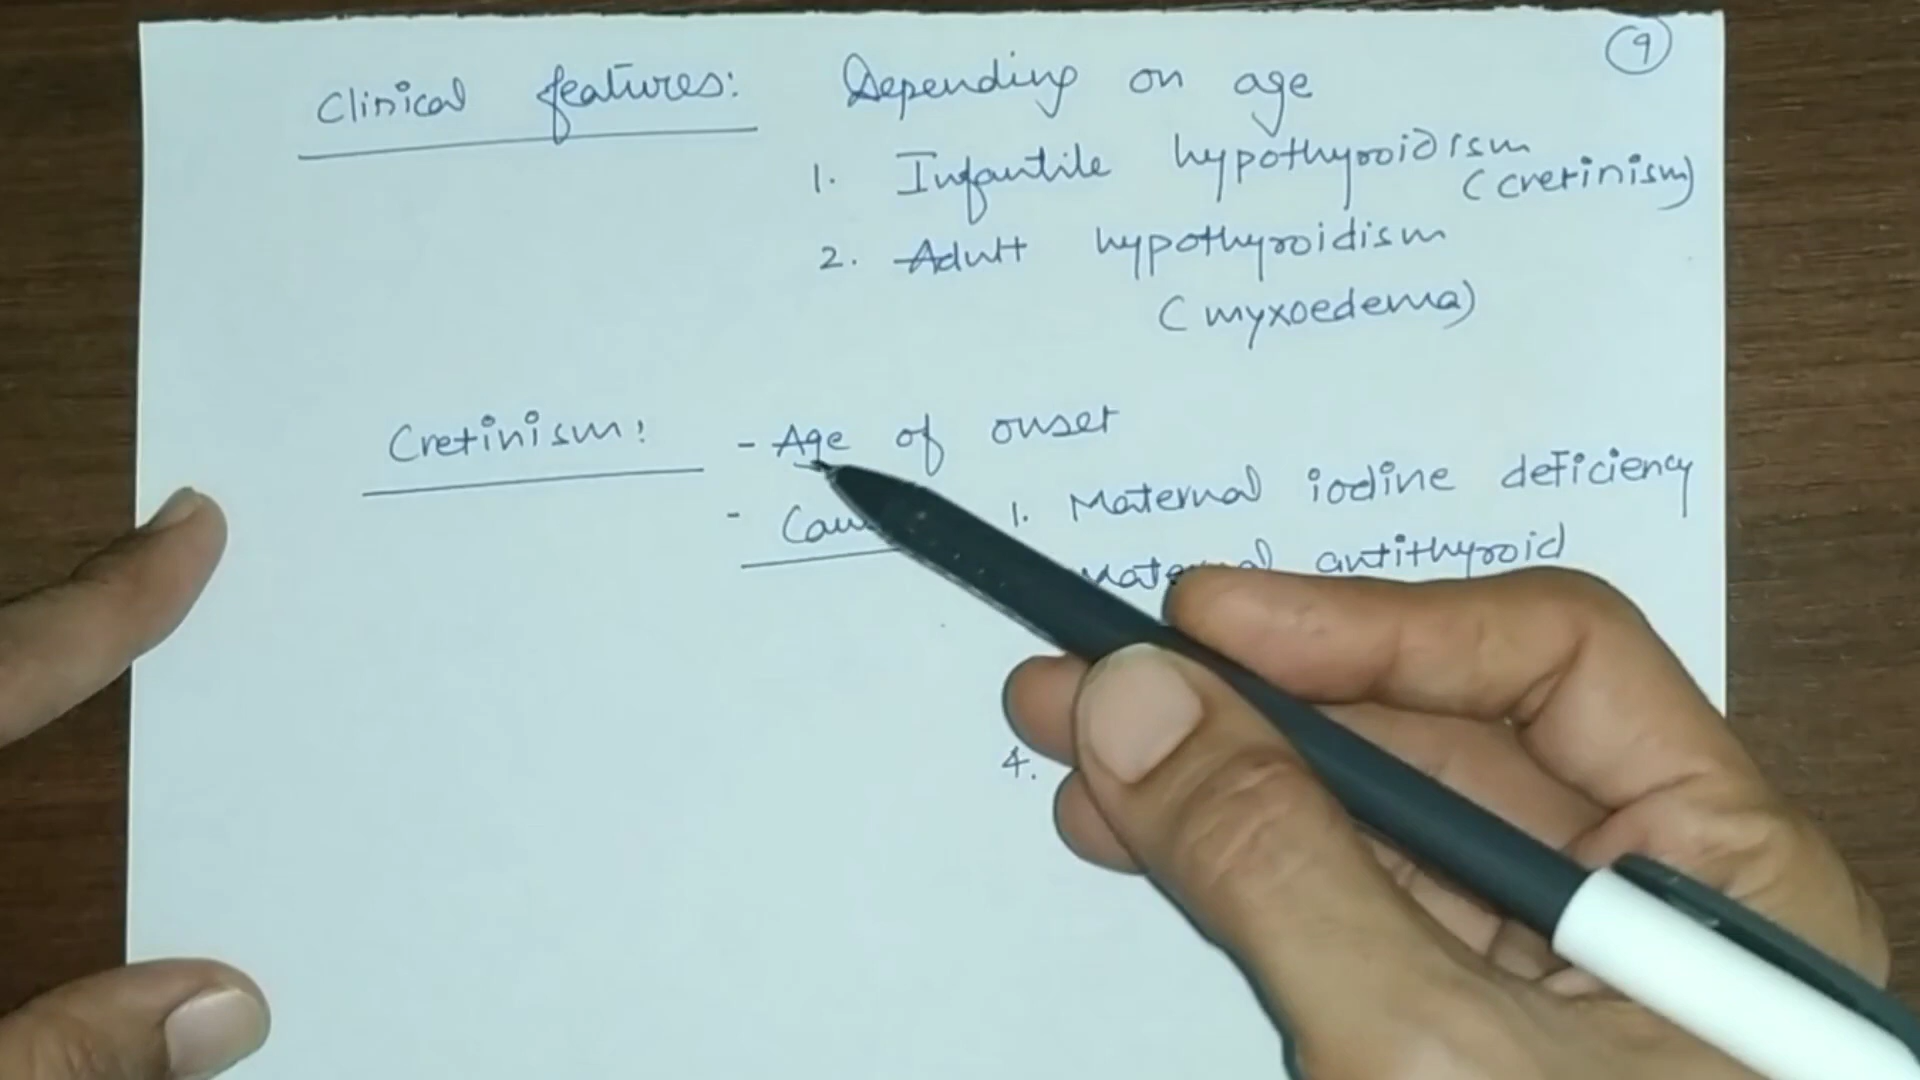 9
Clinical features: Depending on age
1. Infantile hypothyroidism
(cretinism)
2. Adult hypothyroidism
(myxoedema)
Cretinism: - Age of onset
- 1. Maternal iodine deficiency
Maternal antithyroid
4.